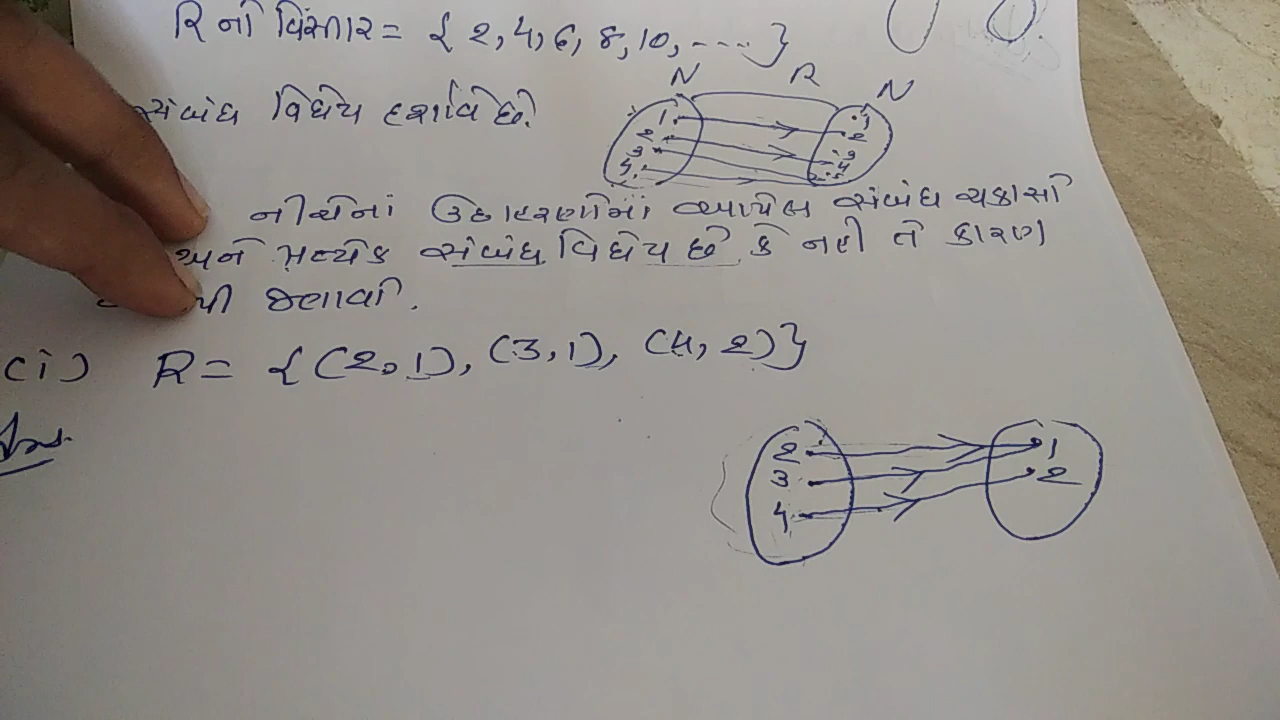 R નો વિસ્તાર = { 2, 4, 6, 8, 10, .... }
સંબંધ વિધેય દર્શાવે છે.
N R N
1. .1
2 2
3 .3
4. 4
નીચેનાં ઉદાહરણોમાં આપેલ સંબંધ ચકાસો
અને પ્રત્યેક સંબંધ વિધેય છે કે નહી તે કારણ
જણાવો.
(i) R = {(2,1), (3,1), (4,2)}
Ans.
2 1
3 2
4